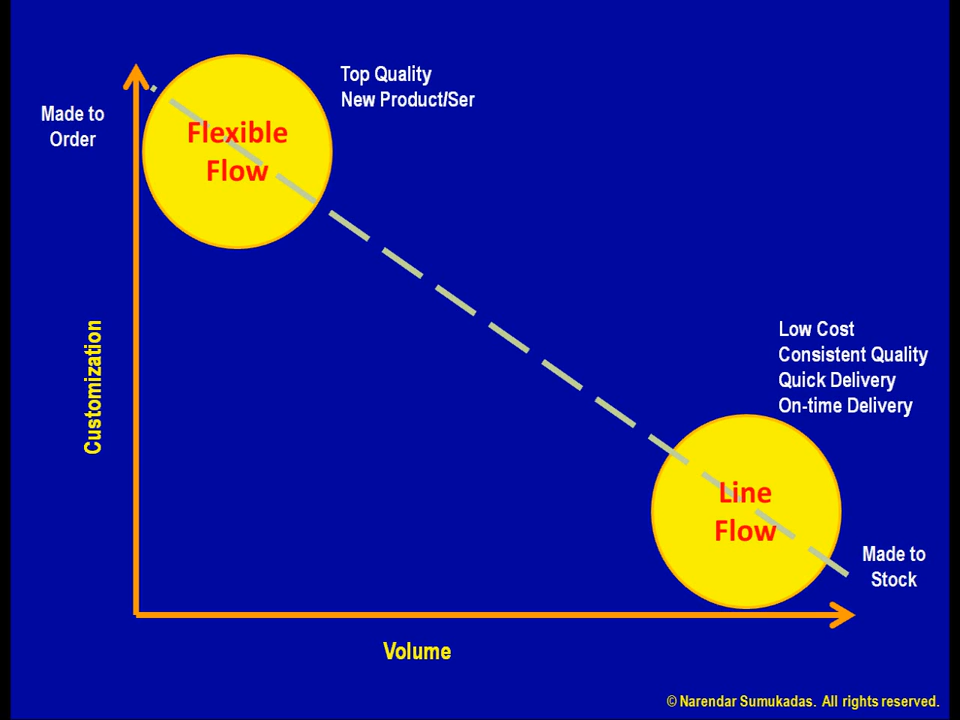 Top Quality
New Product/Ser
Made to
Order
Flexible
Flow
Customization
Low Cost
Consistent Quality
Quick Delivery
On-time Delivery
Line
Flow
Made to
Stock
Volume
© Narendar Sumukadas. All rights reserved.